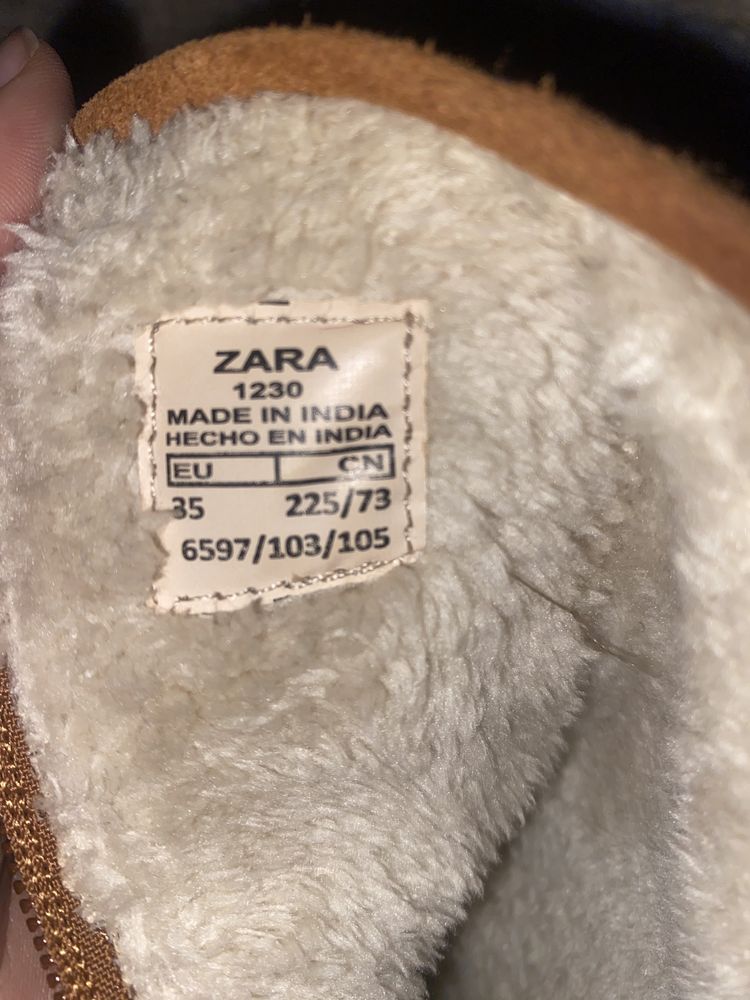 ZARA
1230
MADE IN INDIA
HECHO EN INDIA
EU CN
35 225/73
6597/103/105